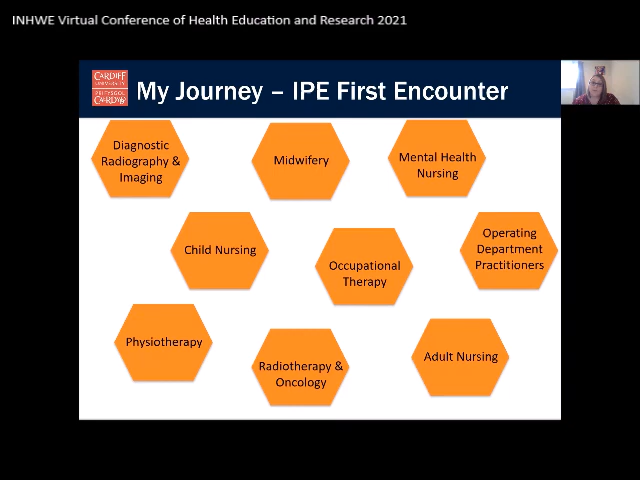 INHWE Virtual Conference of Health Education and Research 2021
CARDIFF
UNIVERSITY
PRIFYSGOL
CAERDYDD
My Journey – IPE First Encounter
Diagnostic
Radiography &
Imaging
Midwifery
Mental Health
Nursing
Child Nursing
Occupational
Therapy
Operating
Department
Practitioners
Physiotherapy
Radiotherapy &
Oncology
Adult Nursing